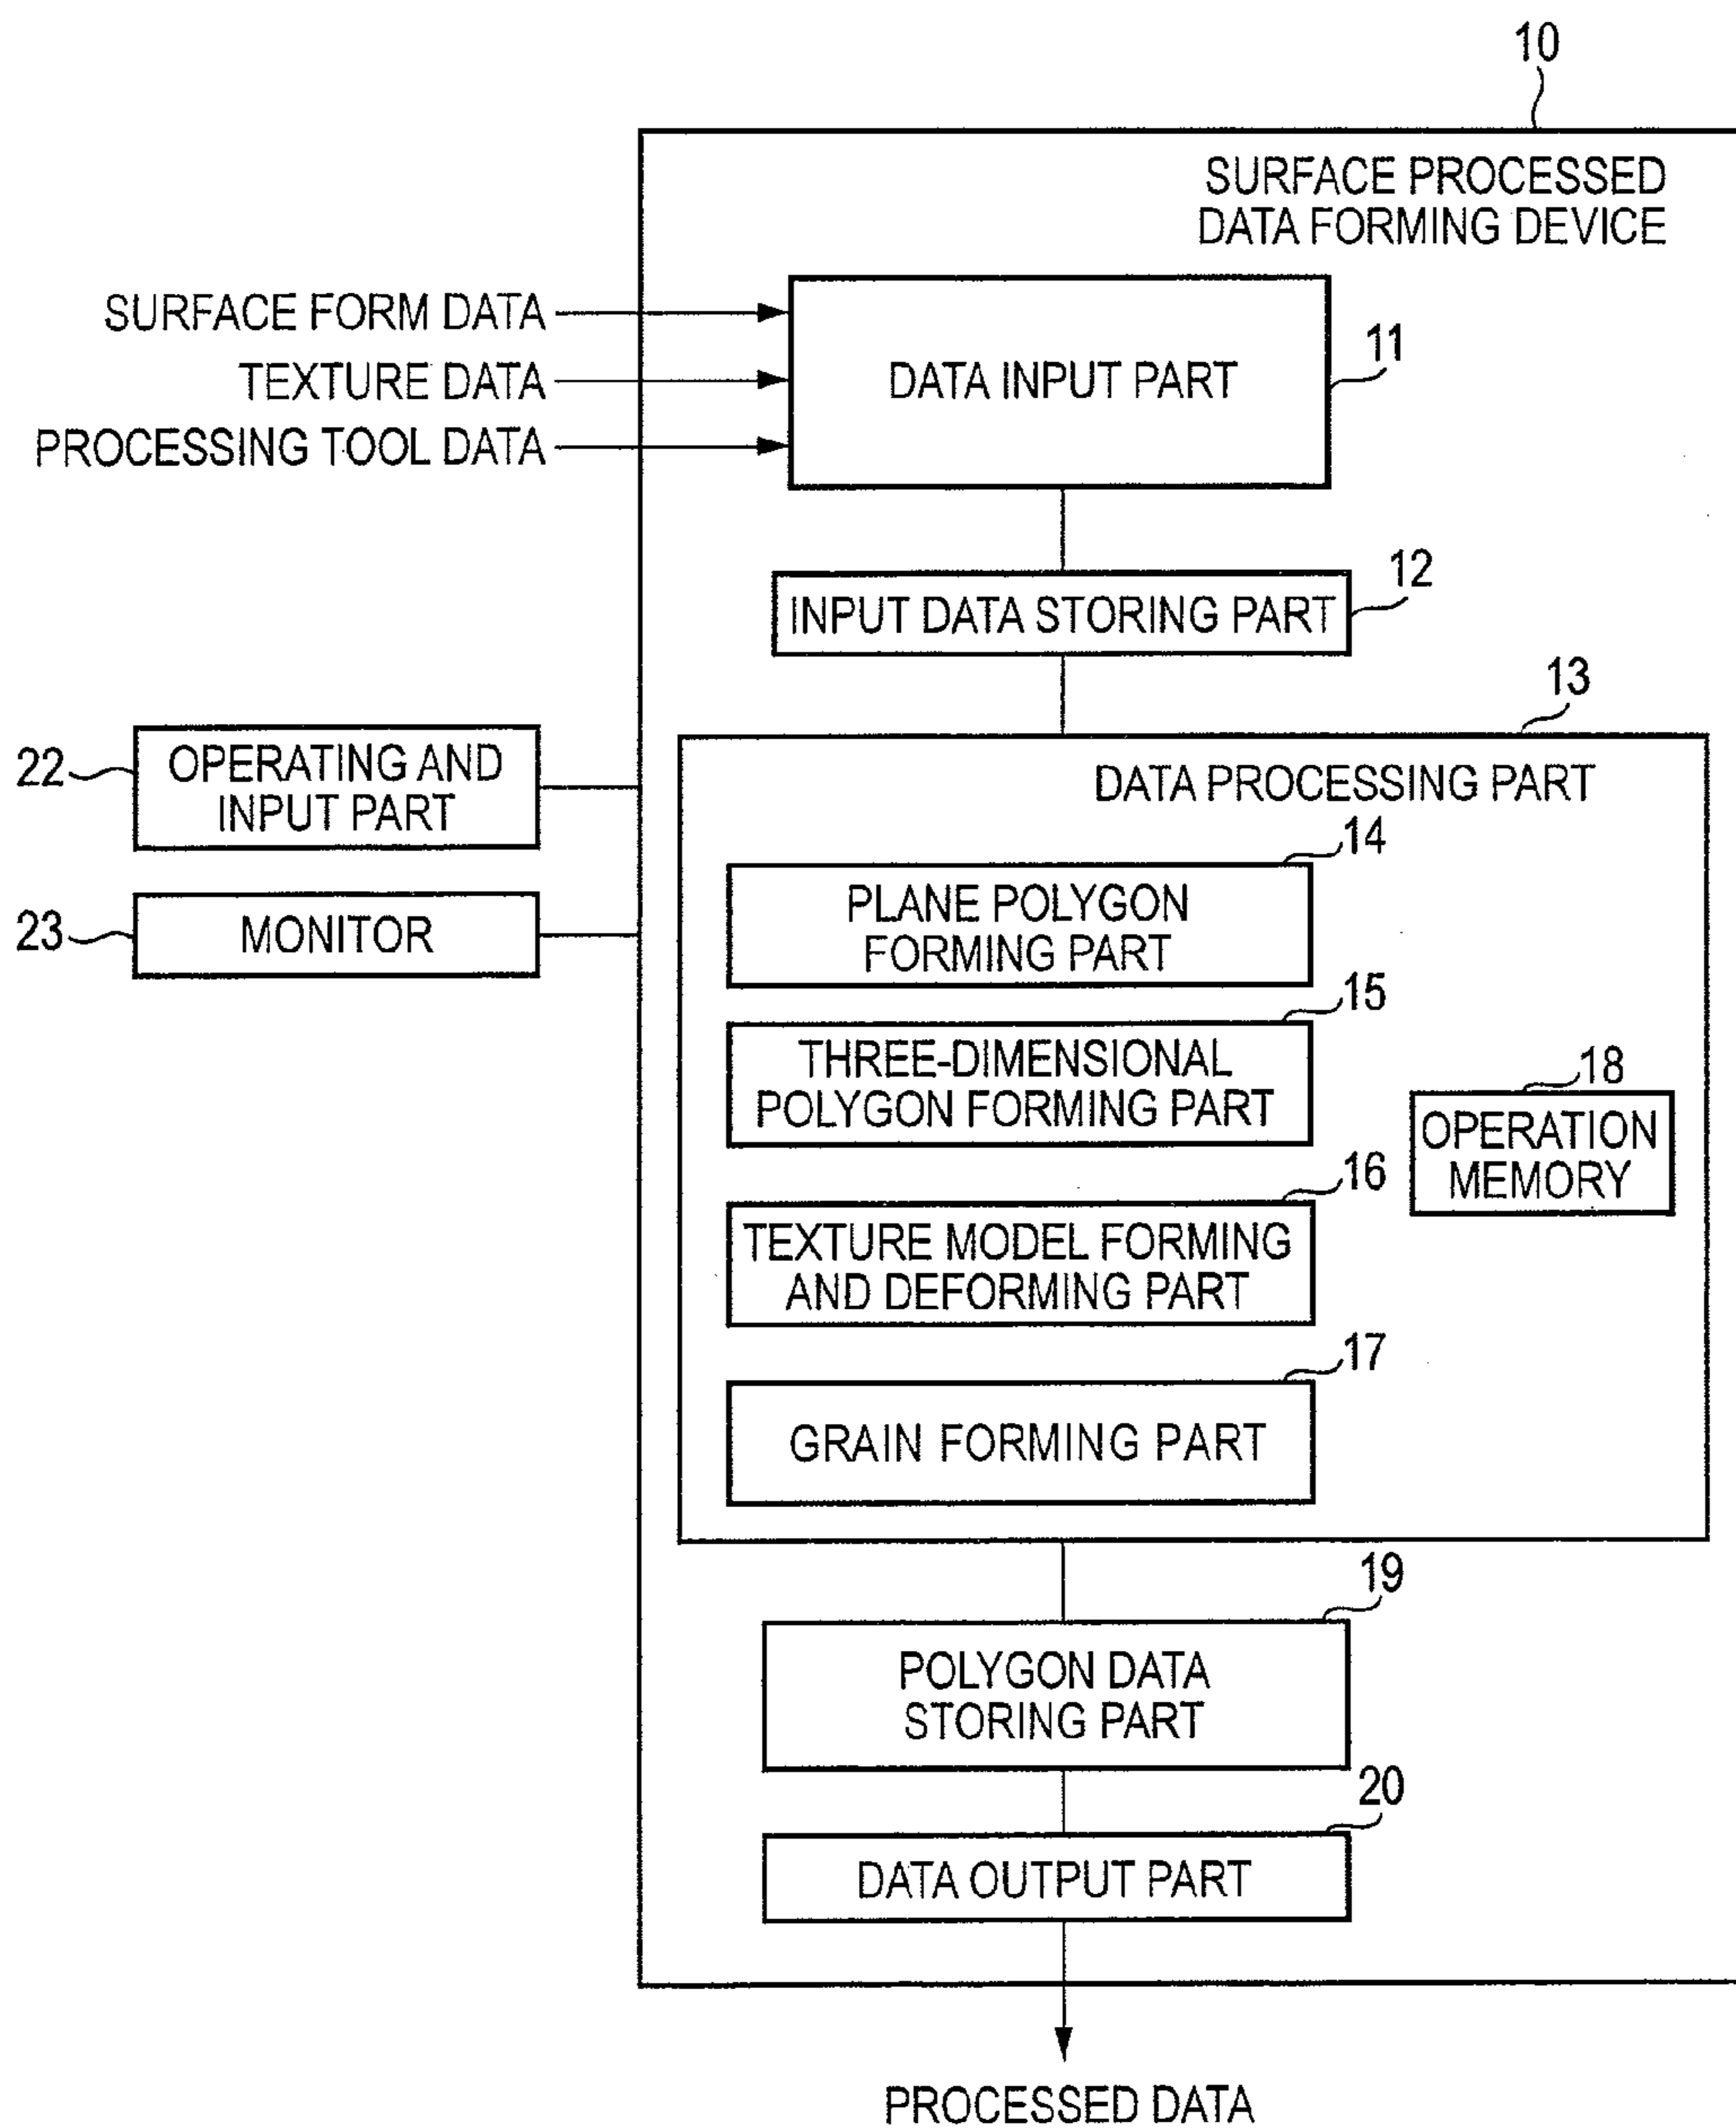 10
SURFACE PROCESSED
DATA FORMING DEVICE
SURFACE FORM DATA
TEXTURE DATA
PROCESSING TOOL DATA
DATA INPUT PART
11
INPUT DATA STORING PART
12
13
DATA PROCESSING PART
22
OPERATING AND
INPUT PART
23
MONITOR
14
PLANE POLYGON
FORMING PART
15
THREE-DIMENSIONAL
POLYGON FORMING PART
18
OPERATION
MEMORY
16
TEXTURE MODEL FORMING
AND DEFORMING PART
17
GRAIN FORMING PART
19
POLYGON DATA
STORING PART
20
DATA OUTPUT PART
PROCESSED DATA